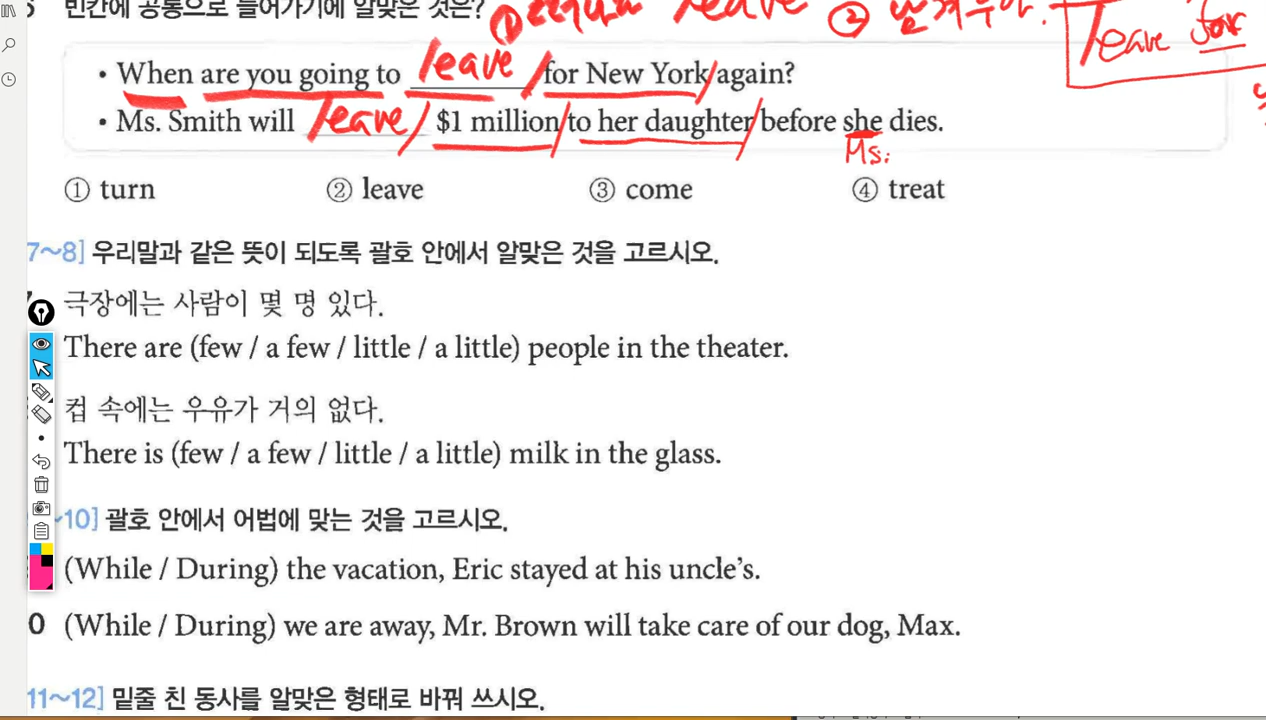 빈칸에 공통으로 들어가기에 알맞은 것은?
① leave ② 남겨두다. leave for
• When are you going to leave / for New York / again?
• Ms. Smith will leave / $1 million / to her daughter / before she dies.
Ms.
① turn ② leave ③ come ④ treat
7~8] 우리말과 같은 뜻이 되도록 괄호 안에서 알맞은 것을 고르시오.
극장에는 사람이 몇 명 있다.
There are (few / a few / little / a little) people in the theater.
컵 속에는 우유가 거의 없다.
There is (few / a few / little / a little) milk in the glass.
~10] 괄호 안에서 어법에 맞는 것을 고르시오.
(While / During) the vacation, Eric stayed at his uncle's.
0 (While / During) we are away, Mr. Brown will take care of our dog, Max.
11~12] 밑줄 친 동사를 알맞은 형태로 바꿔 쓰시오.